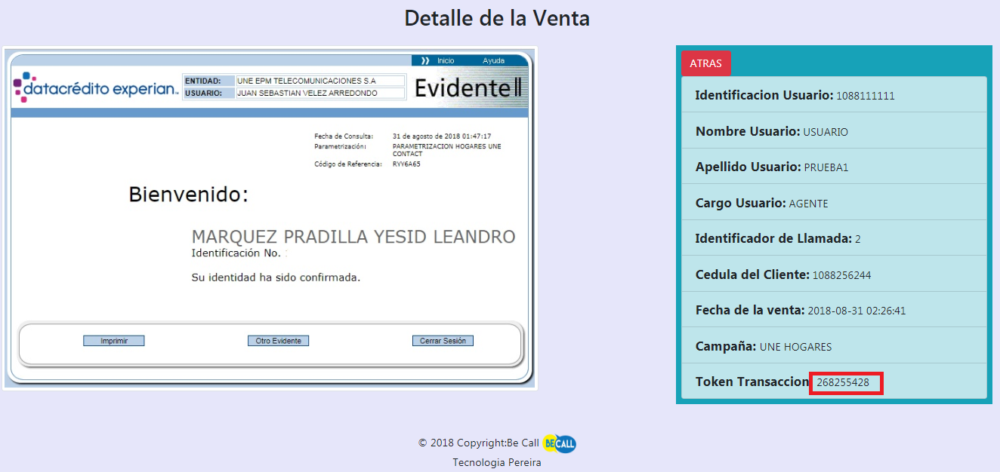 Detalle de la Venta
Inicio Ayuda
datacrédito experian.
ENTIDAD: UNE EPM TELECOMUNICACIONES S.A
USUARIO: JUAN SEBASTIAN VELEZ ARREDONDO
Evidente
Fecha de Consulta: 31 de agosto de 2018 01:47:17
Parametrización: PARAMETRIZACION HOGARES UNE
CONTACT
Código de Referencia: RVY6A65
Bienvenido:
MARQUEZ PRADILLA YESID LEANDRO
Identificación No.
Su identidad ha sido confirmada.
Imprimir Otro Evidente Cerrar Sesión
ATRAS
Identificacion Usuario: 1088111111
Nombre Usuario: USUARIO
Apellido Usuario: PRUEBA1
Cargo Usuario: AGENTE
Identificador de Llamada: 2
Cedula del Cliente: 1088256244
Fecha de la venta: 2018-08-31 02:26:41
Campaña: UNE HOGARES
Token Transaccion 268255428
© 2018 Copyright:Be Call BECALL
Tecnologia Pereira